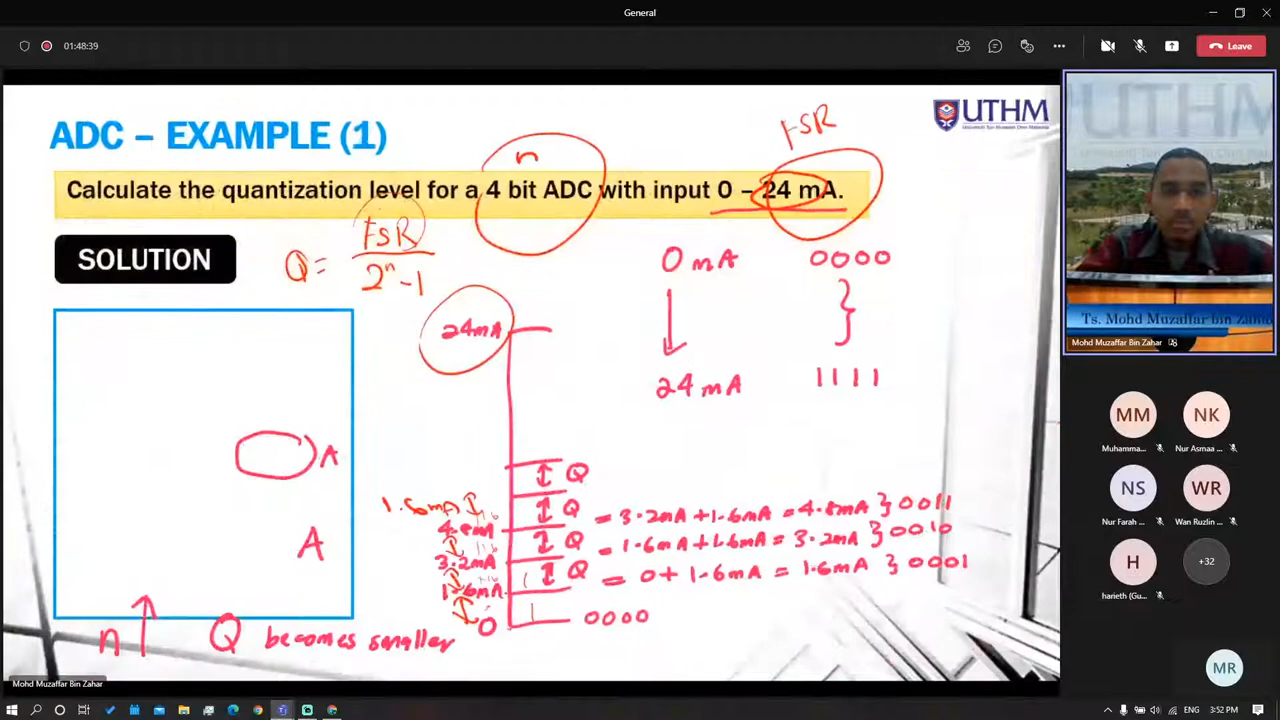 General
01:48:39
Leave
ADC – EXAMPLE (1)
UTHM
FSR
n
Calculate the quantization level for a 4 bit ADC with input 0 – 24 mA.
SOLUTION
Q = FSR / 2^n - 1
0 mA 0000
24 mA 1111
24mA
A
A
Q
Q = 3.2mA + 1.6mA = 4.8mA } 0011
Q = 1.6mA + 1.6mA = 3.2mA } 0010
Q = 0 + 1.6mA = 1.6mA } 0001
1.6mA
4.8mA
3.2mA
1.6mA
0
0000
n ↑ Q becomes smaller
Mohd Muzaffar Bin Zahar
Ts. Mohd Muzaffar bin Zahar
Mohd Muzaffar Bin Zahar
MM
NK
Muhamma...
Nur Asmaa ...
NS
WR
Nur Farah ...
Wan Ruzlin ...
H
+32
harieth (Gu...
MR
ENG 3:52 PM